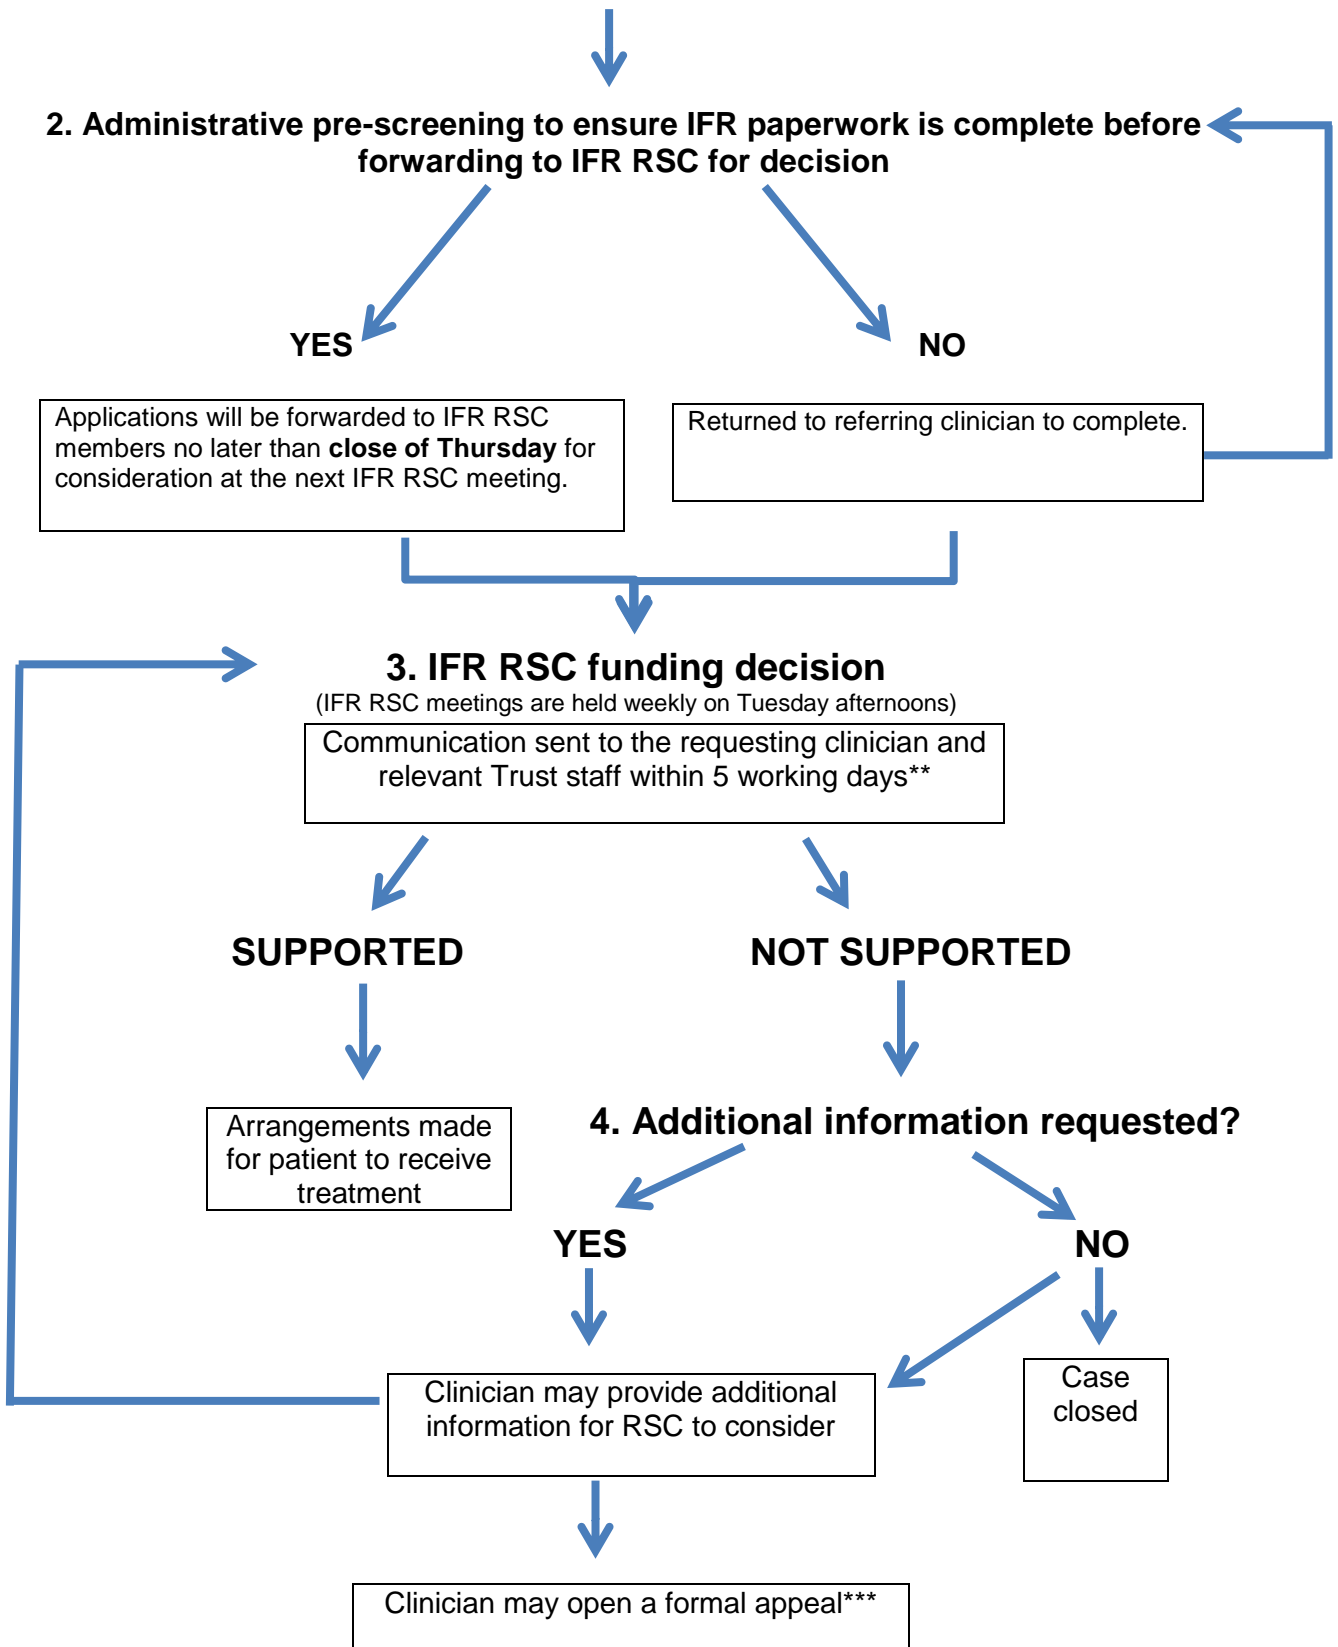 2. Administrative pre-screening to ensure IFR paperwork is complete before
forwarding to IFR RSC for decision
YES
NO
Applications will be forwarded to IFR RSC
members no later than close of Thursday for
consideration at the next IFR RSC meeting.
Returned to referring clinician to complete.
3. IFR RSC funding decision
(IFR RSC meetings are held weekly on Tuesday afternoons)
Communication sent to the requesting clinician and
relevant Trust staff within 5 working days**
SUPPORTED
NOT SUPPORTED
Arrangements made
for patient to receive
treatment
4. Additional information requested?
YES
NO
Clinician may provide additional
information for RSC to consider
Case
closed
Clinician may open a formal appeal***